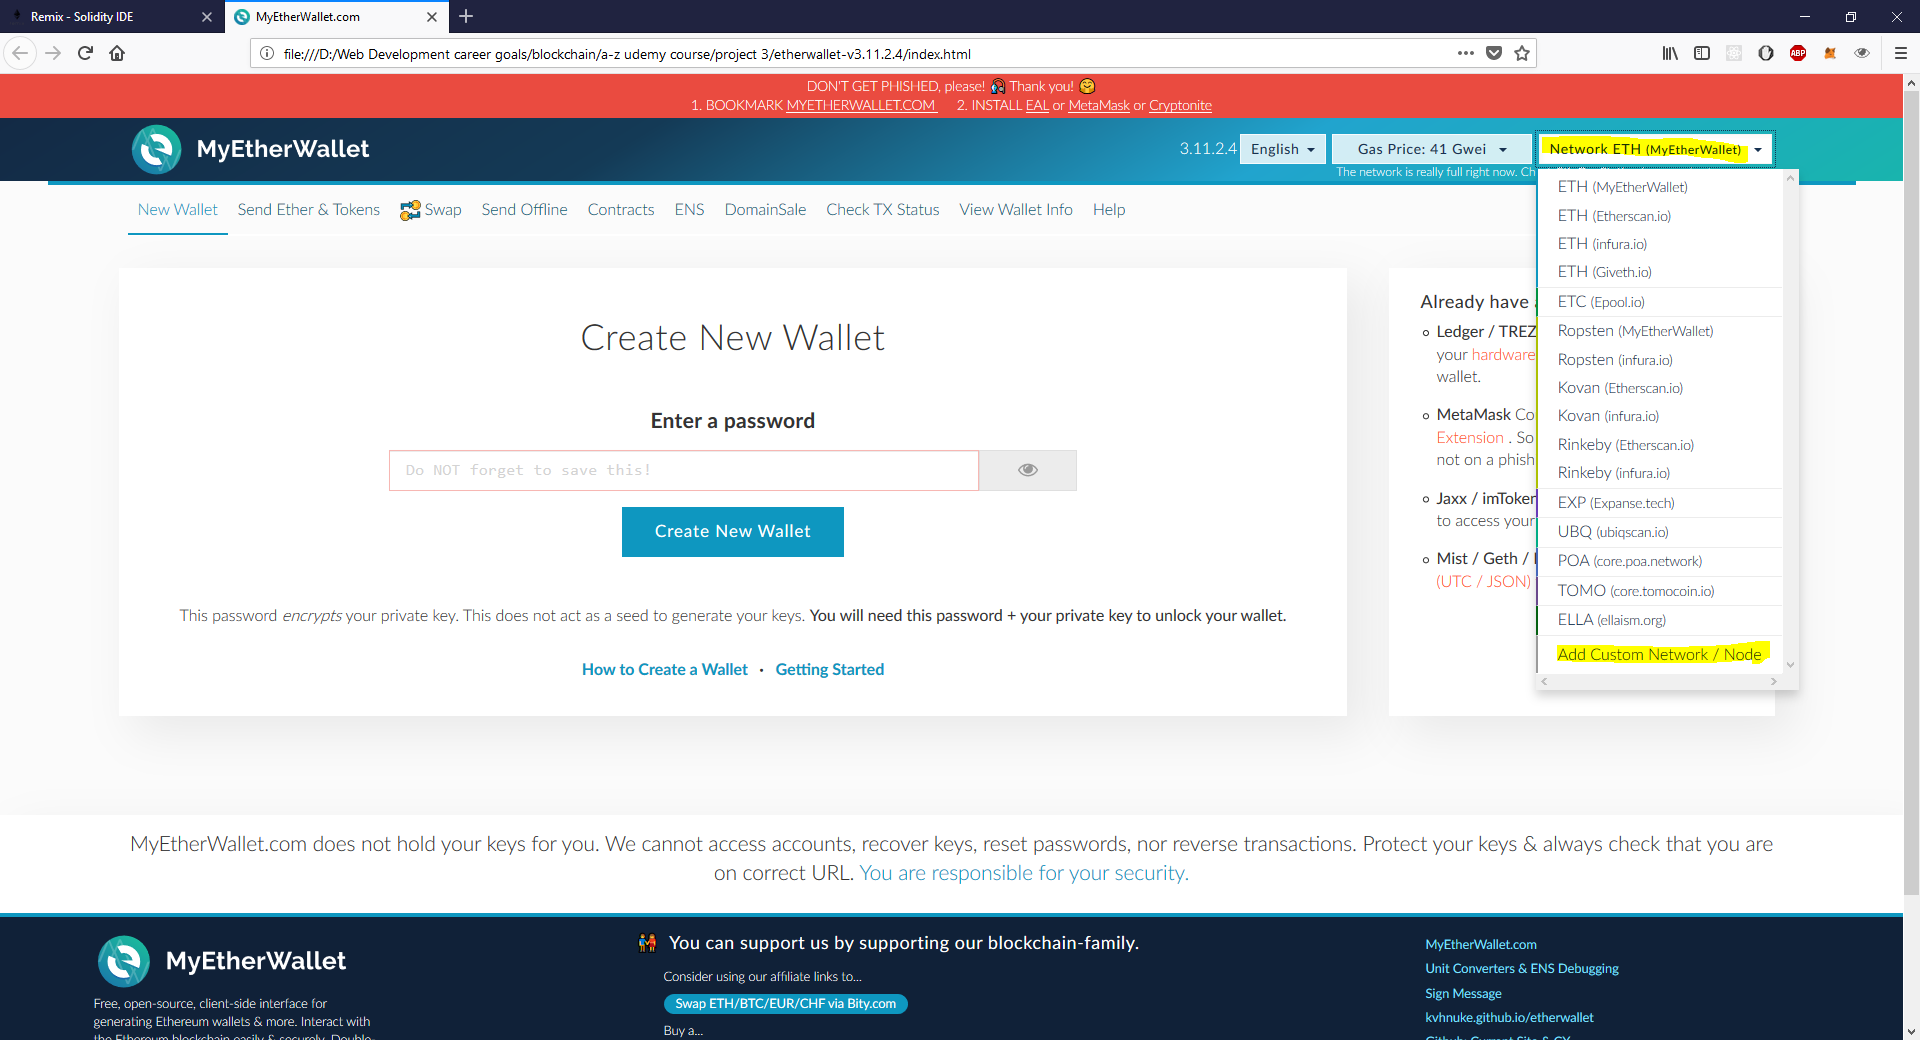 Remix - Solidity IDE
MyEtherWallet.com
file:///D:/Web Development career goals/blockchain/a-z udemy course/project 3/etherwallet-v3.11.2.4/index.html
ABP
DON'T GET PHISHED, please! Thank you!
1. BOOKMARK MYETHERWALLET.COM 2. INSTALL EAL or MetaMask or Cryptonite
MyEtherWallet
3.11.2.4 English
Gas Price: 41 Gwei
Network ETH (MyEtherWallet)
The network is really full right now. Ch
New Wallet Send Ether & Tokens Swap Send Offline Contracts ENS DomainSale Check TX Status View Wallet Info Help
ETH (MyEtherWallet)
ETH (Etherscan.io)
ETH (infura.io)
ETH (Giveth.io)
ETC (Epool.io)
Ropsten (MyEtherWallet)
Ropsten (infura.io)
Kovan (Etherscan.io)
Kovan (infura.io)
Rinkeby (Etherscan.io)
Rinkeby (infura.io)
EXP (Expanse.tech)
UBQ (ubiqscan.io)
POA (core.poa.network)
TOMO (core.tomocoin.io)
ELLA (ellaism.org)
Add Custom Network / Node
Create New Wallet
Enter a password
Do NOT forget to save this!
Create New Wallet
This password encrypts your private key. This does not act as a seed to generate your keys. You will need this password + your private key to unlock your wallet.
How to Create a Wallet · Getting Started
Already have
Ledger / TREZ
your hardware
wallet.
MetaMask Co
Extension . So
not on a phish
Jaxx / imToken
to access your
Mist / Geth /
(UTC / JSON)
MyEtherWallet.com does not hold your keys for you. We cannot access accounts, recover keys, reset passwords, nor reverse transactions. Protect your keys & always check that you are
on correct URL. You are responsible for your security.
MyEtherWallet
Free, open-source, client-side interface for
generating Ethereum wallets & more. Interact with
the Ethereum blockchain easily & securely. Double-
You can support us by supporting our blockchain-family.
Consider using our affiliate links to...
Swap ETH/BTC/EUR/CHF via Bity.com
Buy a...
MyEtherWallet.com
Unit Converters & ENS Debugging
Sign Message
kvhnuke.github.io/etherwallet
Github: Current Site & CX